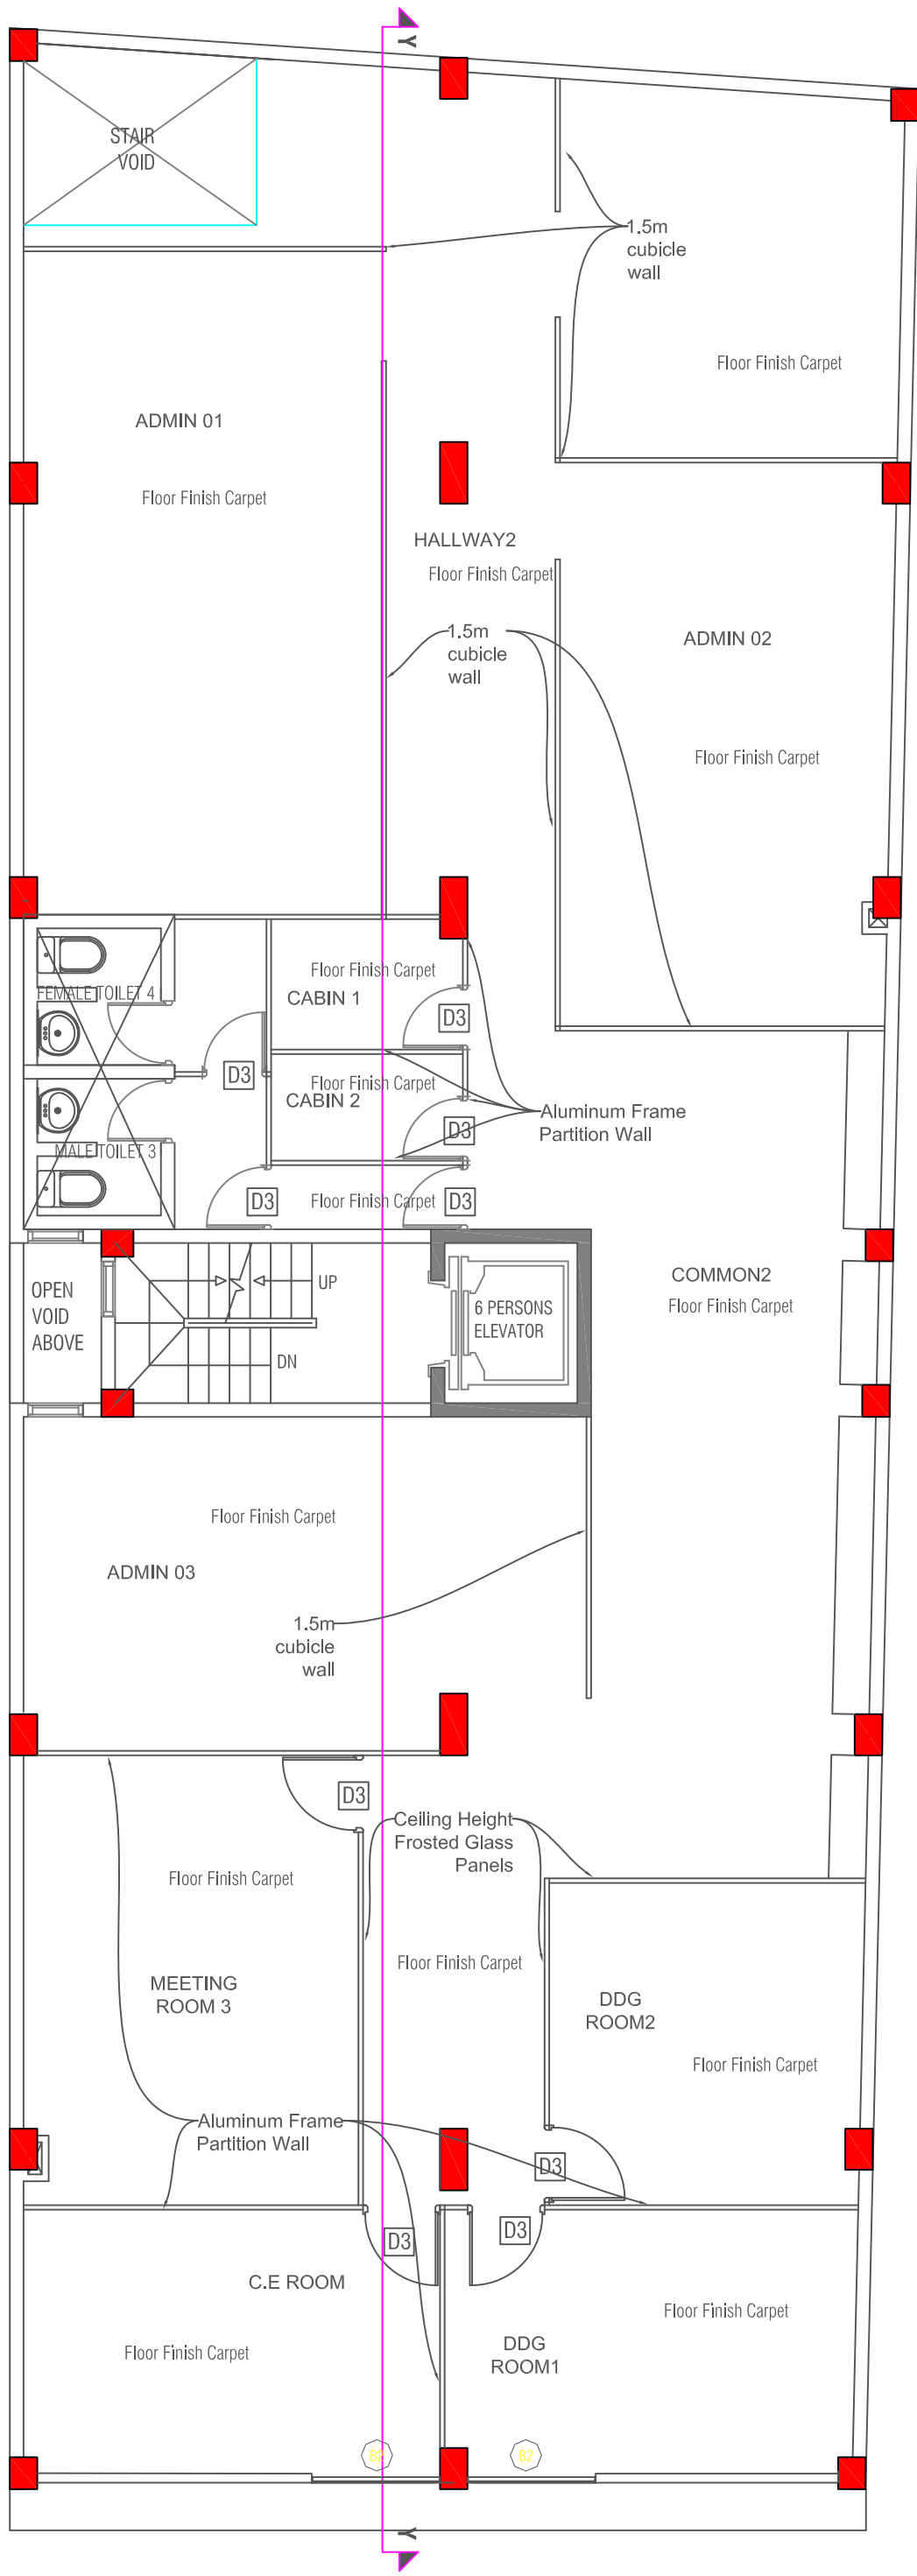 Y
STAIR
VOID
1.5m
cubicle
wall
Floor Finish Carpet
ADMIN 01
Floor Finish Carpet
HALLWAY2
Floor Finish Carpet
1.5m
cubicle
wall
ADMIN 02
Floor Finish Carpet
Floor Finish Carpet
CABIN 1
FEMALE TOILET 4
D3
D3
Floor Finish Carpet
CABIN 2
D3
Aluminum Frame
Partition Wall
MALE TOILET 3
D3
Floor Finish Carpet
D3
OPEN
VOID
ABOVE
UP
DN
6 PERSONS
ELEVATOR
COMMON2
Floor Finish Carpet
Floor Finish Carpet
ADMIN 03
1.5m
cubicle
wall
D3
Ceiling Height
Frosted Glass
Panels
Floor Finish Carpet
Floor Finish Carpet
MEETING
ROOM 3
DDG
ROOM2
Floor Finish Carpet
Aluminum Frame
Partition Wall
D3
D3
D3
C.E ROOM
Floor Finish Carpet
DDG
ROOM1
Floor Finish Carpet
B2
B2
Y